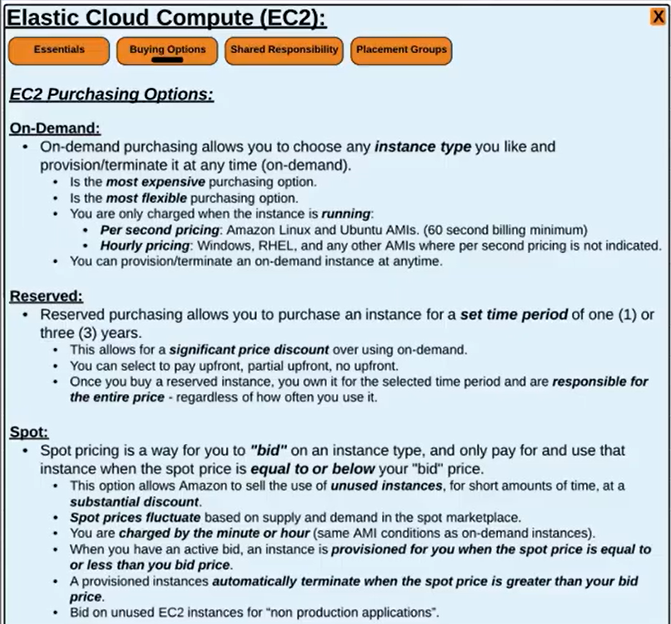 Elastic Cloud Compute (EC2):
X
Essentials
Buying Options
Shared Responsibility
Placement Groups
EC2 Purchasing Options:
On-Demand:
• On-demand purchasing allows you to choose any instance type you like and
provision/terminate it at any time (on-demand).
• Is the most expensive purchasing option.
• Is the most flexible purchasing option.
• You are only charged when the instance is running:
• Per second pricing: Amazon Linux and Ubuntu AMIs. (60 second billing minimum)
• Hourly pricing: Windows, RHEL, and any other AMIs where per second pricing is not indicated.
• You can provision/terminate an on-demand instance at anytime.
Reserved:
• Reserved purchasing allows you to purchase an instance for a set time period of one (1) or
three (3) years.
• This allows for a significant price discount over using on-demand.
• You can select to pay upfront, partial upfront, no upfront.
• Once you buy a reserved instance, you own it for the selected time period and are responsible for
the entire price - regardless of how often you use it.
Spot:
• Spot pricing is a way for you to "bid" on an instance type, and only pay for and use that
instance when the spot price is equal to or below your "bid" price.
• This option allows Amazon to sell the use of unused instances, for short amounts of time, at a
substantial discount.
• Spot prices fluctuate based on supply and demand in the spot marketplace.
• You are charged by the minute or hour (same AMI conditions as on-demand instances).
• When you have an active bid, an instance is provisioned for you when the spot price is equal to
or less than you bid price.
• A provisioned instances automatically terminate when the spot price is greater than your bid
price.
• Bid on unused EC2 instances for “non production applications”.